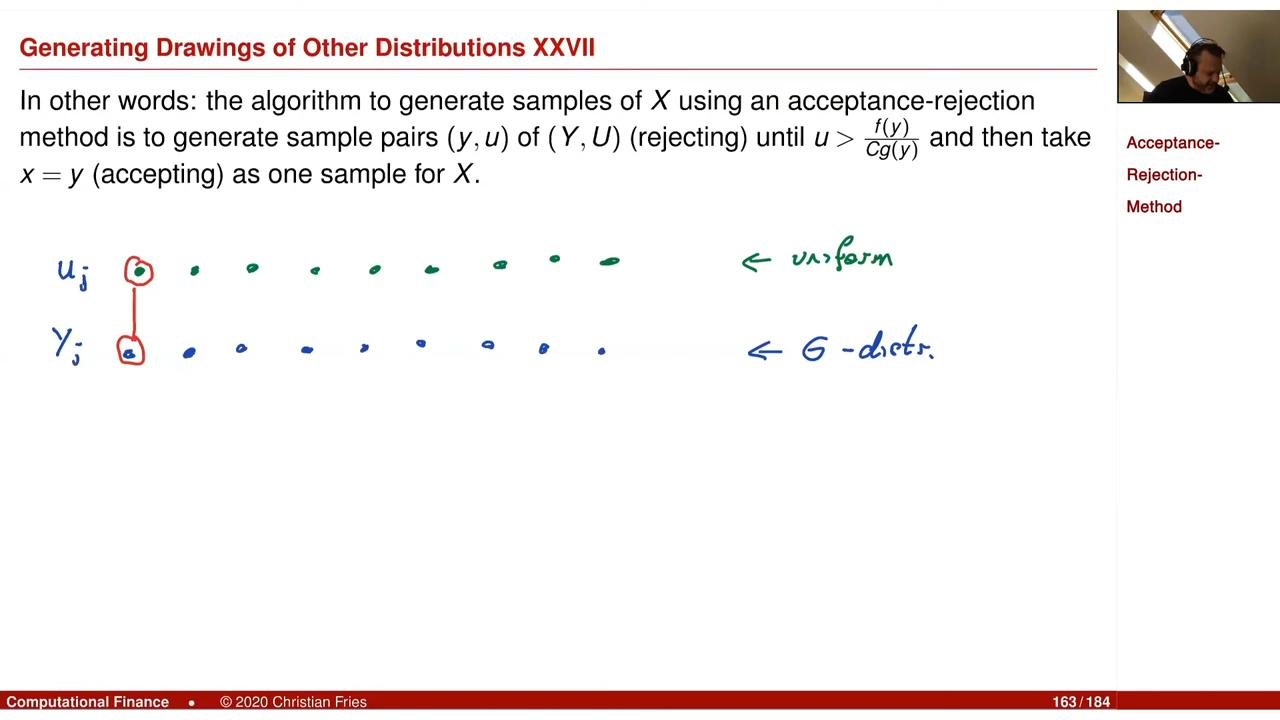 Generating Drawings of Other Distributions XXVII
In other words: the algorithm to generate samples of X using an acceptance-rejection
method is to generate sample pairs (y, u) of (Y, U) (rejecting) until u > f(y)/Cg(y) and then take
x = y (accepting) as one sample for X.
Acceptance-
Rejection-
Method
u_j ← uniform
Y_j ← G-distr.
Computational Finance • © 2020 Christian Fries 163 / 184